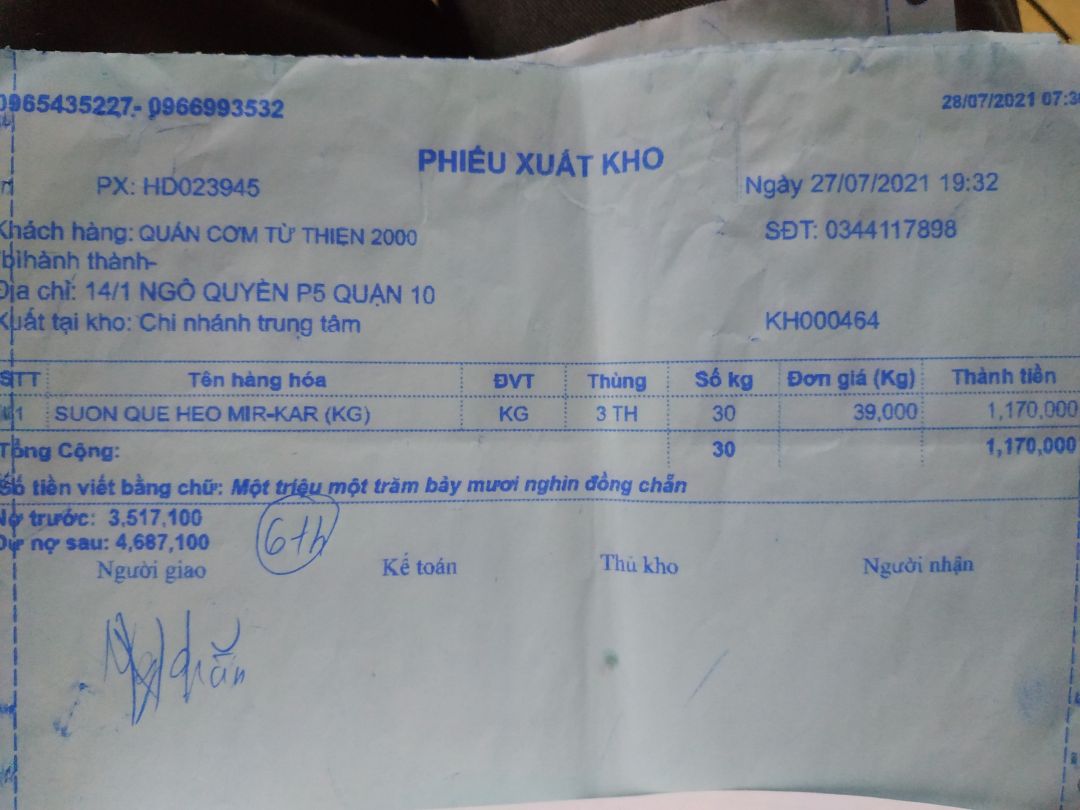 0965435227- 0966993532 28/07/2021 07:3
PHIẾU XUẤT KHO
PX: HD023945 Ngày 27/07/2021 19:32
Khách hàng: QUÁN CƠM TỪ THIỆN 2000 SĐT: 0344117898
bìhành thành-
Địa chỉ: 14/1 NGÔ QUYỀN P5 QUẬN 10
Xuất tại kho: Chi nhánh trung tâm KH000464
STT Tên hàng hóa ĐVT Thùng Số kg Đơn giá (Kg) Thành tiền
1 SUON QUE HEO MIR-KAR (KG) KG 3 TH 30 39,000 1,170,000
Tổng Cộng: 30 1,170,000
Số tiền viết bằng chữ: Một triệu một trăm bảy mươi nghìn đồng chẵn
Nợ trước: 3,517,100
Dư nợ sau: 4,687,100
6th
Người giao Kế toán Thủ kho Người nhận